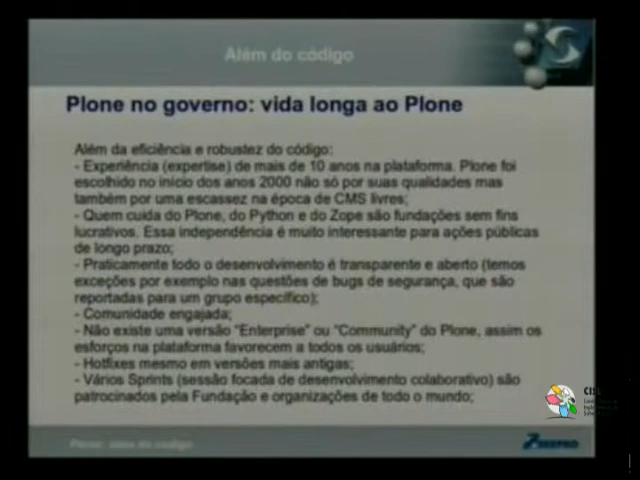 Além do código
Plone no governo: vida longa ao Plone
Além da eficiência e robustez do código:
- Experiência (expertise) de mais de 10 anos na plataforma. Plone foi
escolhido no início dos anos 2000 não só por suas qualidades mas
também por uma escassez na época de CMS livres;
- Quem cuida do Plone, do Python e do Zope são fundações sem fins
lucrativos. Essa independência é muito interessante para ações públicas
de longo prazo;
- Praticamente todo o desenvolvimento é transparente e aberto (temos
exceções por exemplo nas questões de bugs de segurança, que são
reportadas para um grupo específico);
- Comunidade engajada;
- Não existe uma versão "Enterprise" ou "Community" do Plone, assim os
esforços na plataforma favorecem a todos os usuários;
- Hotfixes mesmo em versões mais antigas;
- Vários Sprints (sessão focada de desenvolvimento colaborativo) são
patrocinados pela Fundação e organizações de todo o mundo;
Plone: além do código
SERPRO